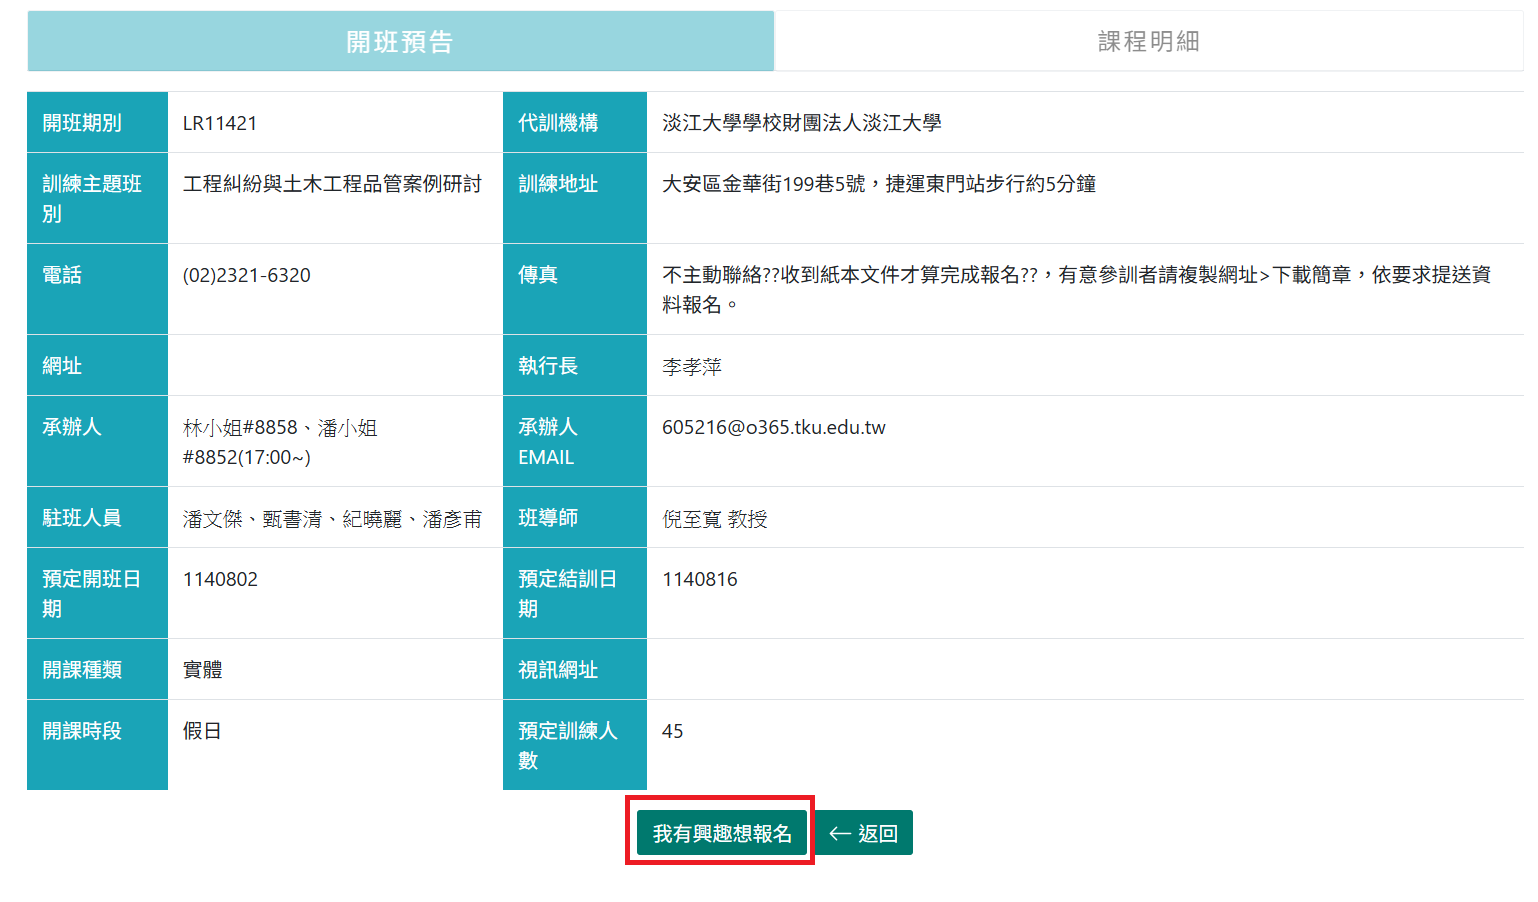 開班預告
課程明細
開班期別
LR11421
代訓機構
淡江大學學校財團法人淡江大學
訓練主題班
別
工程糾紛與土木工程品管案例研討
訓練地址
大安區金華街199巷5號，捷運東門站步行約5分鐘
電話
(02)2321-6320
傳真
不主動聯絡??收到紙本文件才算完成報名??，有意參訓者請複製網址>下載簡章，依要求提送資
料報名。
網址
執行長
李孝萍
承辦人
林小姐#8858、潘小姐
#8852(17:00~)
承辦人
EMAIL
605216@o365.tku.edu.tw
駐班人員
潘文傑、甄書清、紀曉麗、潘彥甫
班導師
倪至寬 教授
預定開班日
期
1140802
預定結訓日
期
1140816
開課種類
實體
視訊網址
開課時段
假日
預定訓練人
數
45
我有興趣想報名
← 返回